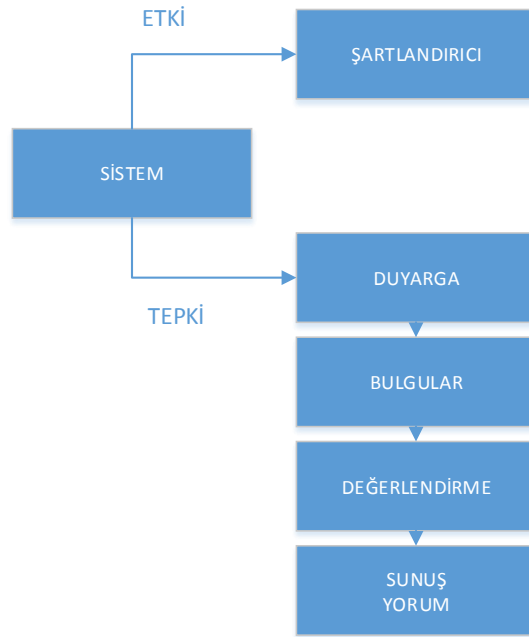 ETKİ
ŞARTLANDIRICI
SİSTEM
DUYARGA
TEPKİ
BULGULAR
DEĞERLENDİRME
SUNUŞ
YORUM